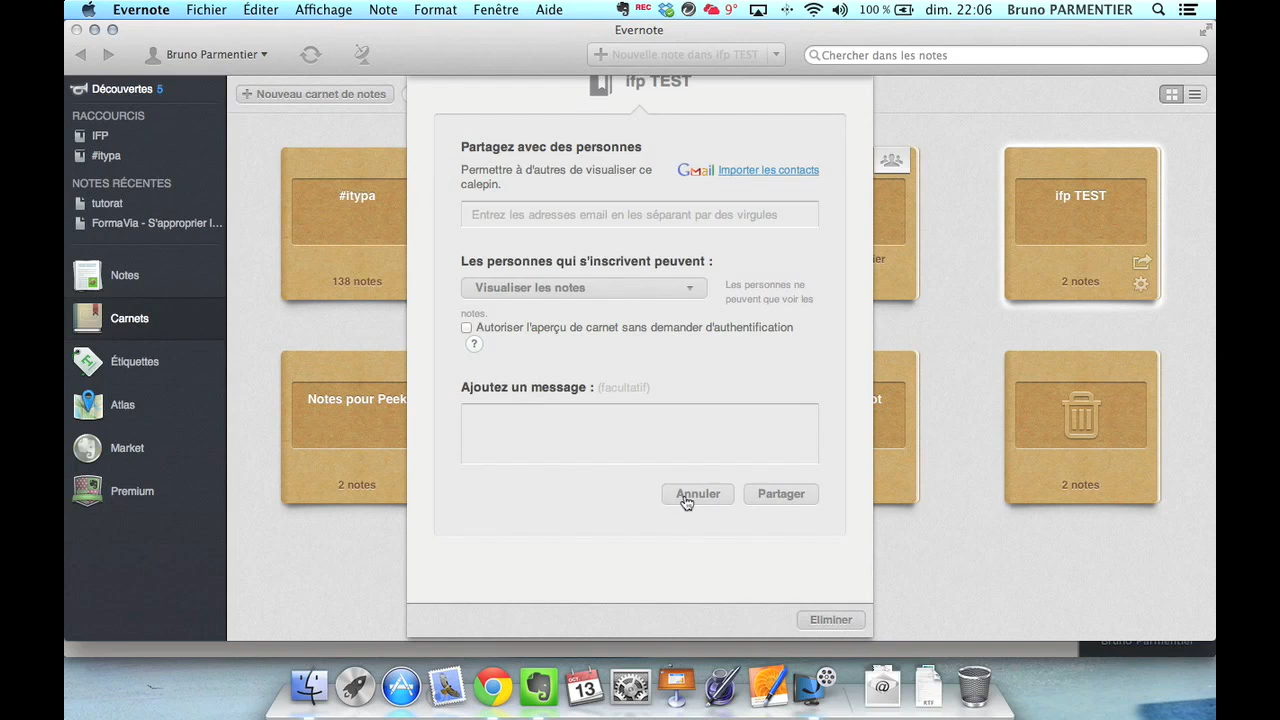 Evernote Fichier Éditer Affichage Note Format Fenêtre Aide REC 9° 100 % dim. 22:06 Bruno PARMENTIER
Evernote
Bruno PARMENTIER
Nouvelle note dans ifp TEST
Chercher dans les notes
Découvertes 5
RACCOURCIS
IFP
#itypa
NOTES RÉCENTES
tutorat
FormaVia - S'approprier l...
Notes
Carnets
Étiquettes
Atlas
Market
Premium
Nouveau carnet de notes
#itypa
138 notes
Notes pour Peek
2 notes
ifp TEST
Partagez avec des personnes
Permettre à d'autres de visualiser ce
calepin.
Gmail Importer les contacts
Entrez les adresses email en les séparant par des virgules
Les personnes qui s'inscrivent peuvent :
Visualiser les notes
Les personnes ne
peuvent que voir les
notes.
Autoriser l'aperçu de carnet sans demander d'authentification
?
Ajoutez un message : (facultatif)
Annuler
Partager
Eliminer
ier
ot
ifp TEST
2 notes
2 notes
Bruno PARMENTIER
OCT
13
@
RTF